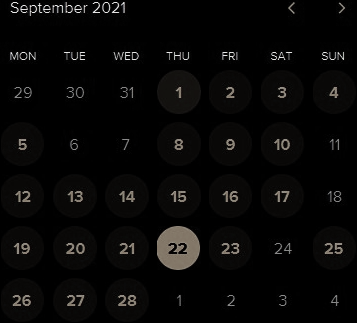 September 2021
MON TUE WED THU FRI SAT SUN
29 30 31 1 2 3 4
5 6 7 8 9 10 11
12 13 14 15 16 17 18
19 20 21 22 23 24 25
26 27 28 1 2 3 4